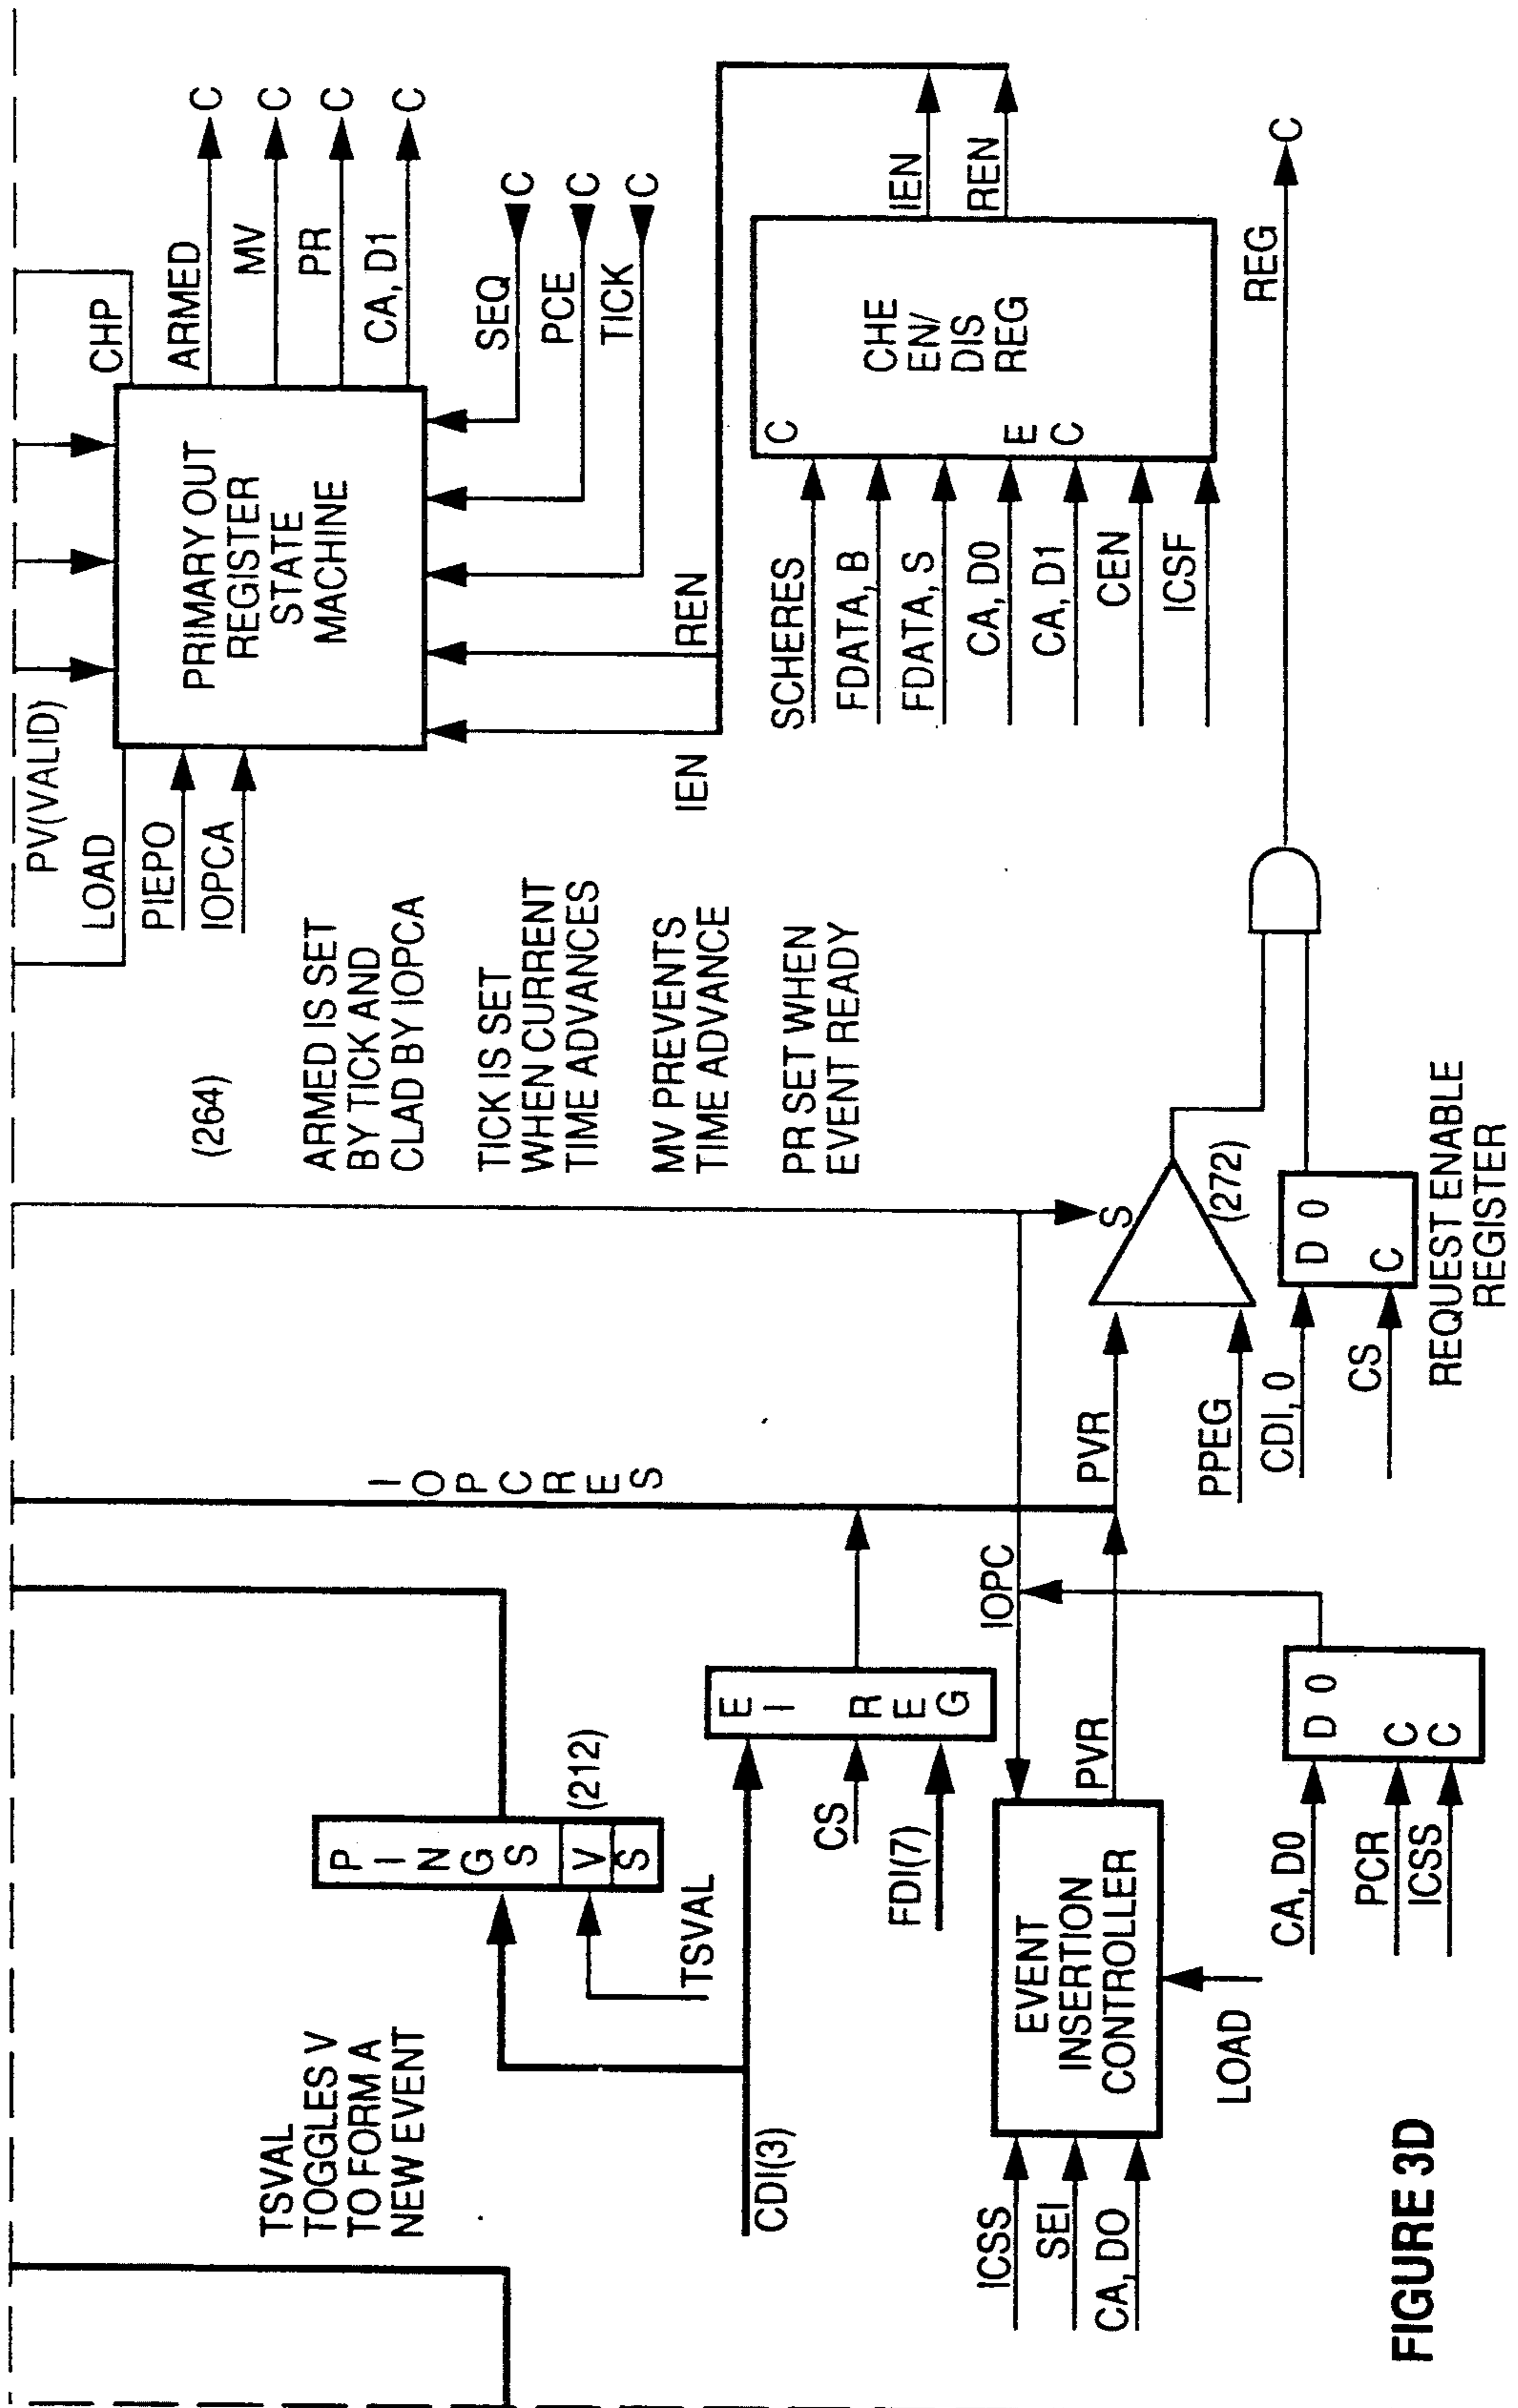 PV(VALID)
LOAD
PIEPO
IOPCA
PRIMARY OUT
REGISTER
STATE
MACHINE
CHP
ARMED
C
MV
C
PR
C
CA, D1
C
SEQ
C
PCE
C
TICK
C
IEN
REN
(264)
ARMED IS SET
BY TICK AND
CLAD BY IOPCA
TICK IS SET
WHEN CURRENT
TIME ADVANCES
MV PREVENTS
TIME ADVANCE
PR SET WHEN
EVENT READY
SCHERES
FDATA, B
FDATA, S
CA, D0
CA, D1
CEN
ICSF
C
E
C
CHE
EN/
DIS
REG
IEN
REN
TSVAL
TOGGLES V
TO FORM A
NEW EVENT
PINGS
V
S
(212)
TSVAL
CDI(3)
IOPCRES
EI REG
CS
FDI(7)
IOPC
ICSS
SEI
CA, DO
EVENT
INSERTION
CONTROLLER
LOAD
PVR
PVR
PPEG
S
(272)
CA, D0
PCR
ICSS
D 0
C
C
CDI, 0
CS
D 0
C
REQUEST ENABLE
REGISTER
REG
C
FIGURE 3D